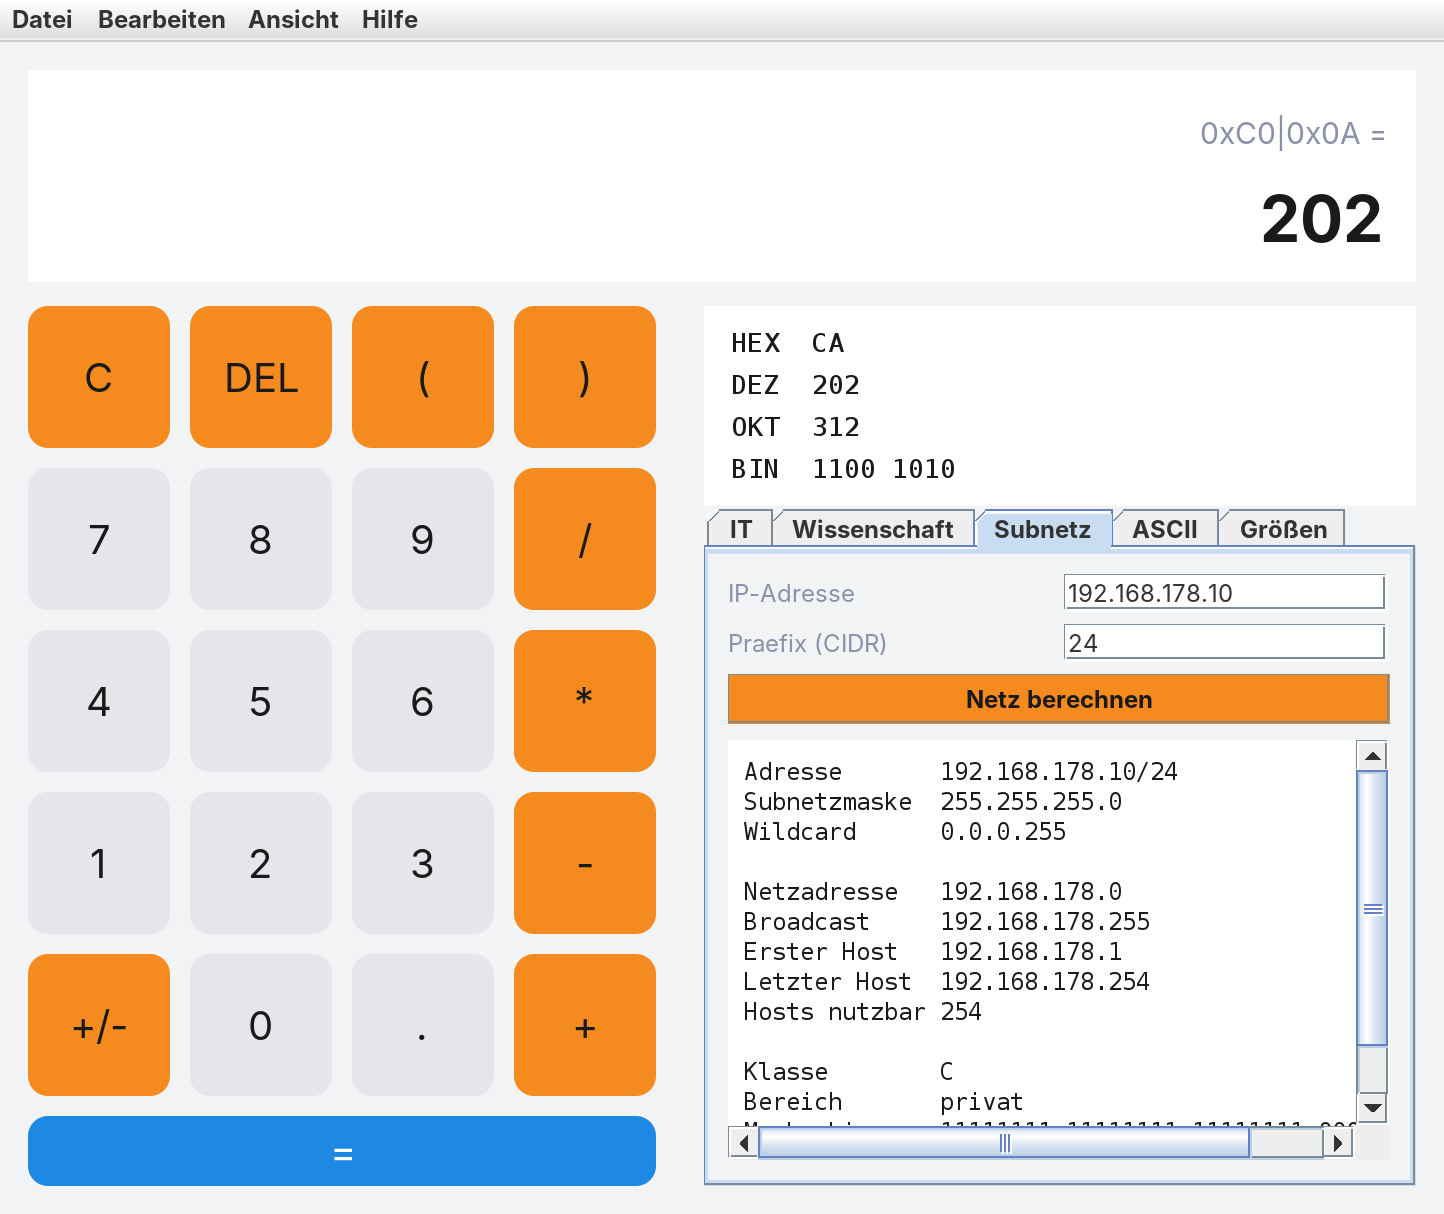 Datei Bearbeiten Ansicht Hilfe
0xC0|0x0A =
202
C DEL ( )
7 8 9 /
4 5 6 *
1 2 3 -
+/- 0 . +
=
HEX CA
DEZ 202
OKT 312
BIN 1100 1010
IT Wissenschaft Subnetz ASCII Größen
IP-Adresse 192.168.178.10
Praefix (CIDR) 24
Netz berechnen
Adresse 192.168.178.10/24
Subnetzmaske 255.255.255.0
Wildcard 0.0.0.255
Netzadresse 192.168.178.0
Broadcast 192.168.178.255
Erster Host 192.168.178.1
Letzter Host 192.168.178.254
Hosts nutzbar 254
Klasse C
Bereich privat